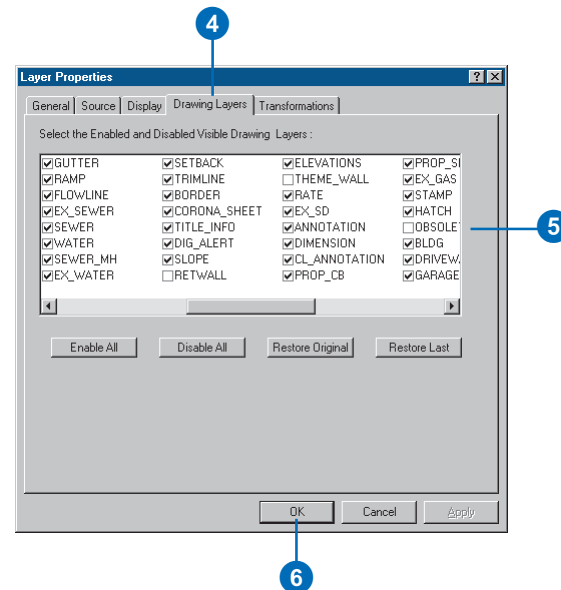 4
Layer Properties
General Source Display Drawing Layers Transformations
Select the Enabled and Disabled Visible Drawing Layers :
GUTTER SETBACK ELEVATIONS PROP_SI
RAMP TRIMLINE THEME_WALL EX_GAS
FLOWLINE BORDER RATE STAMP
EX_SEWER CORONA_SHEET EX_SD HATCH
SEWER TITLE_INFO ANNOTATION OBSOLE
WATER DIG_ALERT DIMENSION BLDG
SEWER_MH SLOPE CL_ANNOTATION DRIVEW
EX_WATER RETWALL PROP_CB GARAGE
5
Enable All Disable All Restore Original Restore Last
OK Cancel Apply
6